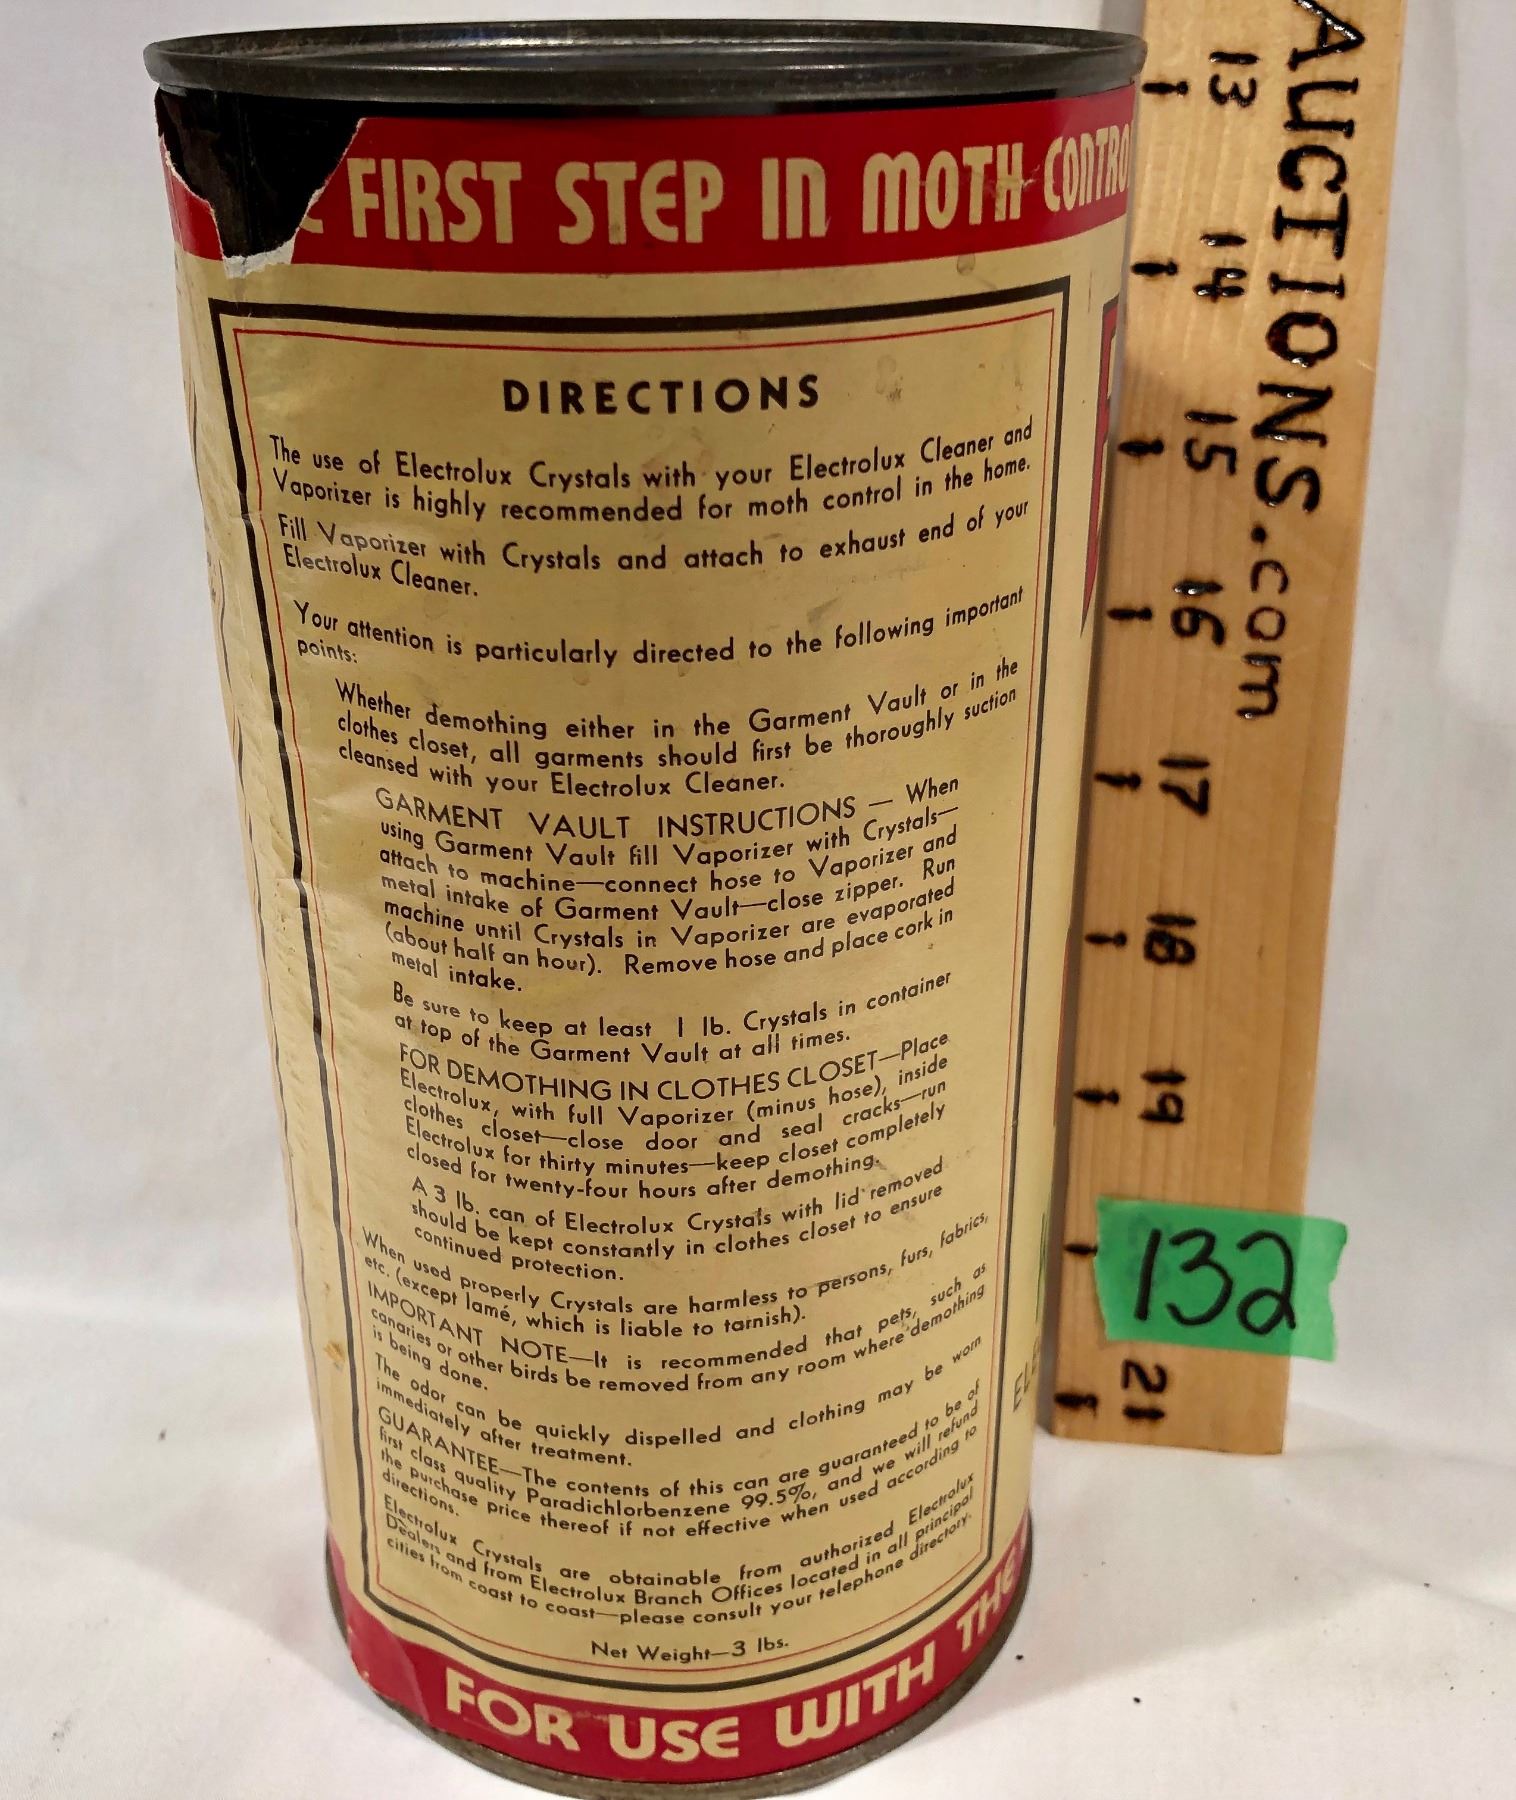 FIRST STEP IN MOTH CONTRO
DIRECTIONS
The use of Electrolux Crystals with your Electrolux Cleaner and
Vaporizer is highly recommended for moth control in the home.
Fill Vaporizer with Crystals and attach to exhaust end of your
Electrolux Cleaner.
Your attention is particularly directed to the following important
points:
Whether demothing either in the Garment Vault or in the
clothes closet, all garments should first be thoroughly suction
cleansed with your Electrolux Cleaner.
GARMENT VAULT INSTRUCTIONS — When
using Garment Vault fill Vaporizer with Crystals—
attach to machine—connect hose to Vaporizer and
metal intake of Garment Vault—close zipper. Run
machine until Crystals in Vaporizer are evaporated
(about half an hour). Remove hose and place cork in
metal intake.
Be sure to keep at least 1 lb. Crystals in container
at top of the Garment Vault at all times.
FOR DEMOTHING IN CLOTHES CLOSET—Place
Electrolux, with full Vaporizer (minus hose), inside
clothes closet—close door and seal cracks—run
Electrolux for thirty minutes—keep closet completely
closed for twenty-four hours after demothing.
A 3 lb. can of Electrolux Crystals with lid removed
should be kept constantly in clothes closet to ensure
continued protection.
When used properly Crystals are harmless to persons, furs, fabrics,
etc. (except lamé, which is liable to tarnish).
IMPORTANT NOTE—It is recommended that pets, such as
canaries or other birds be removed from any room where demothing
is being done.
The odor can be quickly dispelled and clothing may be worn
immediately after treatment.
GUARANTEE—The contents of this can are guaranteed to be of
first class quality Paradichlorbenzene 99.5%, and we will refund
the purchase price thereof if not effective when used according to
directions.
Electrolux Crystals are obtainable from authorized Electrolux
Dealers and from Electrolux Branch Offices located in all principal
cities from coast to coast—please consult your telephone directory.
Net Weight—3 lbs.
FOR USE WITH THE
AUCTIONS.com
13
14
15
16
17
18
19
132
21